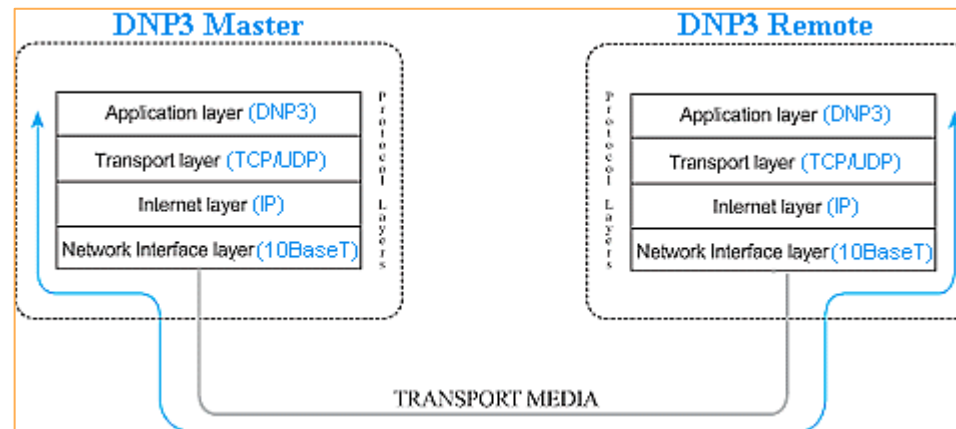 DNP3 Master
Application layer (DNP3)
Transport layer (TCP/UDP)
Internet layer (IP)
Network Interface layer (10BaseT)
Protocol Layers
DNP3 Remote
Protocol Layers
Application layer (DNP3)
Transport layer (TCP/UDP)
Internet layer (IP)
Network Interface layer (10BaseT)
TRANSPORT MEDIA